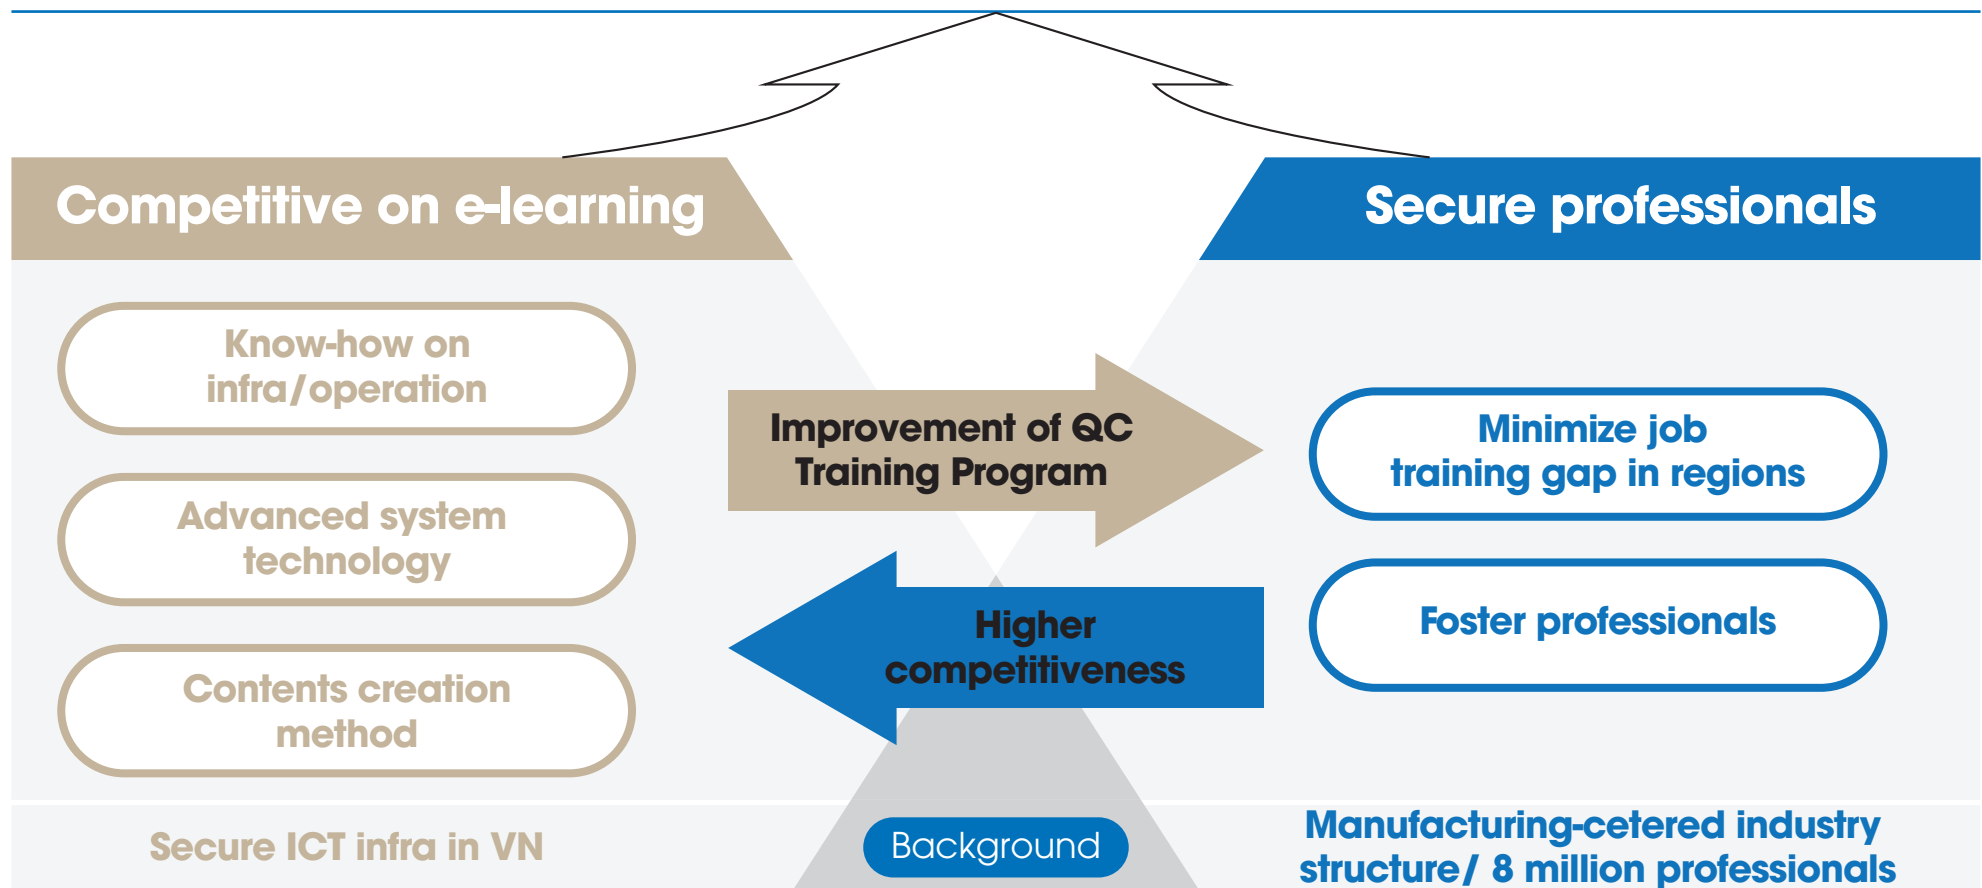 Competitive on e-learning
Secure professionals
Know-how on
infra/operation
Advanced system
technology
Contents creation
method
Improvement of QC
Training Program
Higher
competitiveness
Minimize job
training gap in regions
Foster professionals
Secure ICT infra in VN
Background
Manufacturing-cetered industry
structure/ 8 million professionals